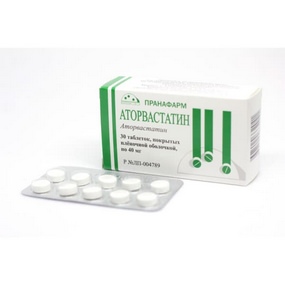 ПРАНАФАРМ
АТОРВАСТАТИН
Аторвастатин
30 таблеток, покрытых
плёночной оболочкой,
по 40 мг
Р №ЛП-004789